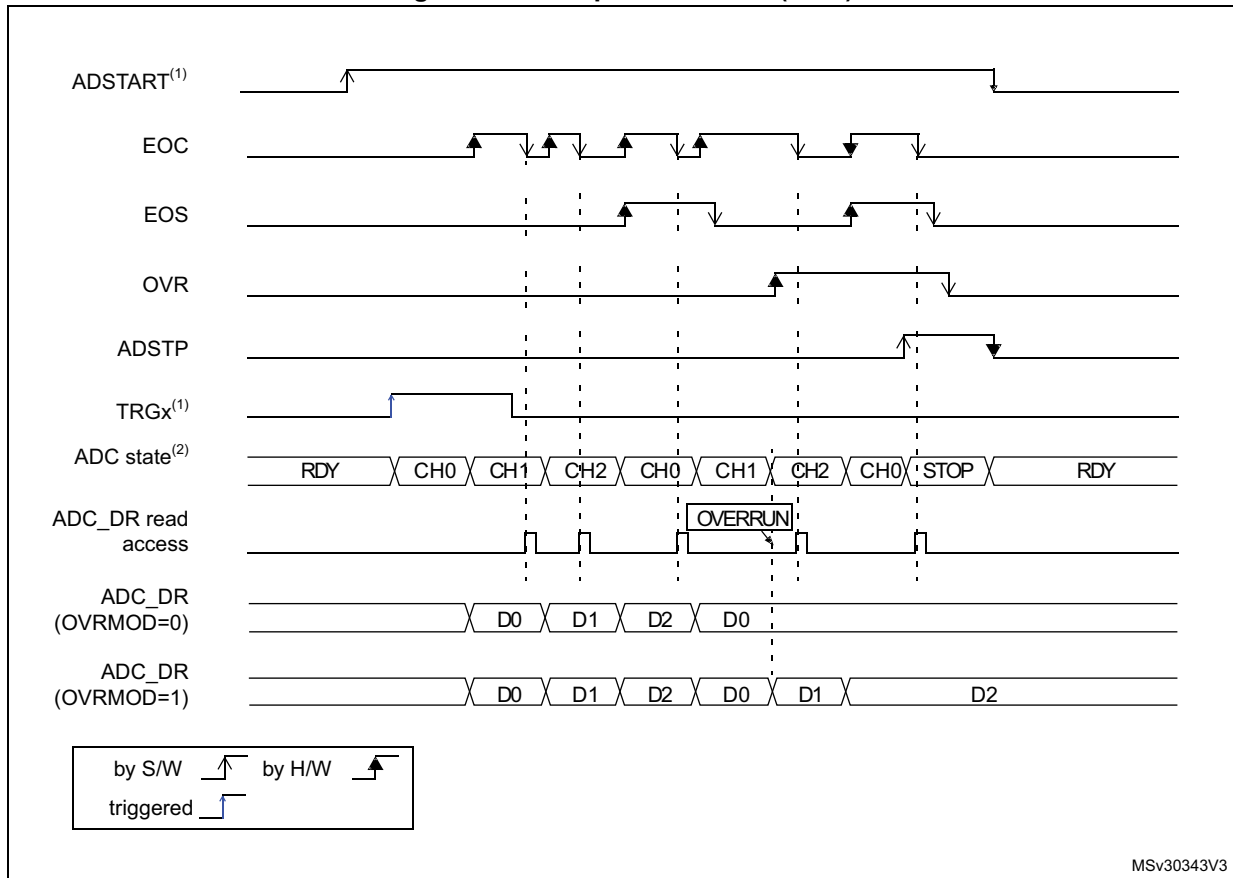 ADSTART(1)
EOC
EOS
OVR
ADSTP
TRGx(1)
ADC state(2)
RDY CH0 CH1 CH2 CH0 CH1 CH2 CH0 STOP RDY
ADC_DR read
access
OVERRUN
ADC_DR
(OVRMOD=0)
D0 D1 D2 D0
ADC_DR
(OVRMOD=1)
D0 D1 D2 D0 D1 D2
by S/W by H/W
triggered
MSv30343V3